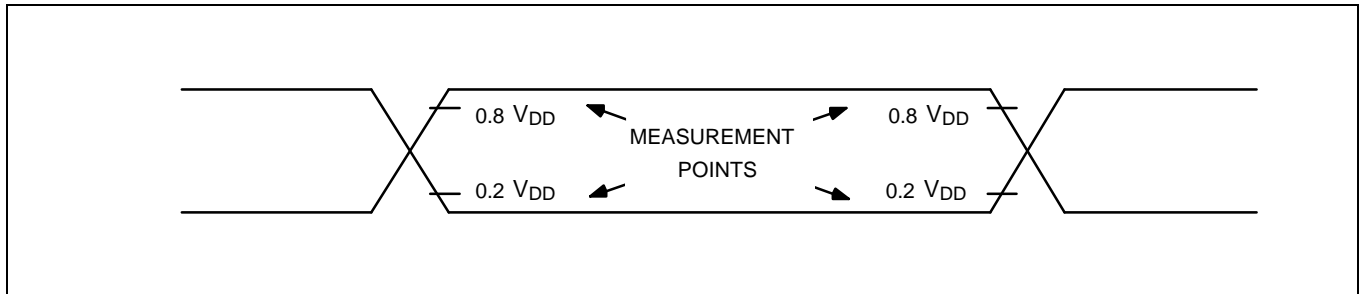 0.8 VDD
0.8 VDD
MEASUREMENT
POINTS
0.2 VDD
0.2 VDD